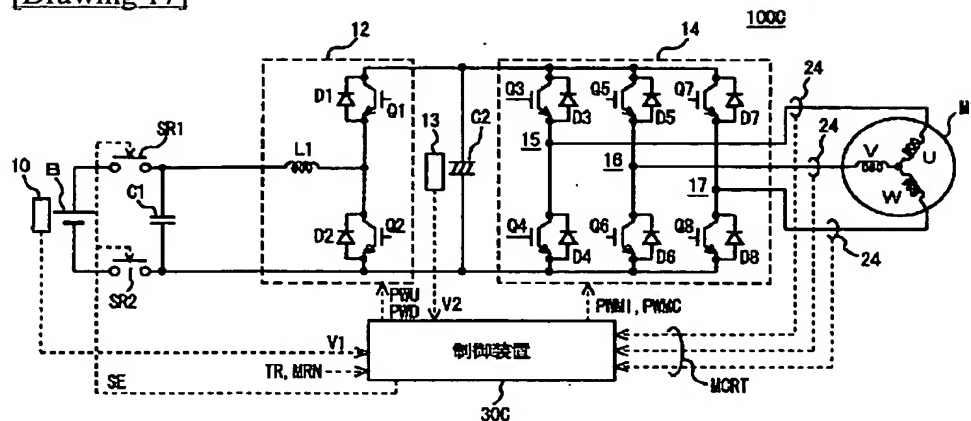 [Drawing 17]
100C
12
14
24
M
D1
Q1
Q3
D3
Q5
D5
Q7
D7
SR1
L1
13
C2
15
16
17
24
V
U
W
10
B
C1
D2
Q2
Q4
D4
Q6
D6
Q8
D8
24
SR2
PWU
PWD
V2
PWMI, PWMC
V1
制御装置
TR, MRN
SE
30C
MCRT